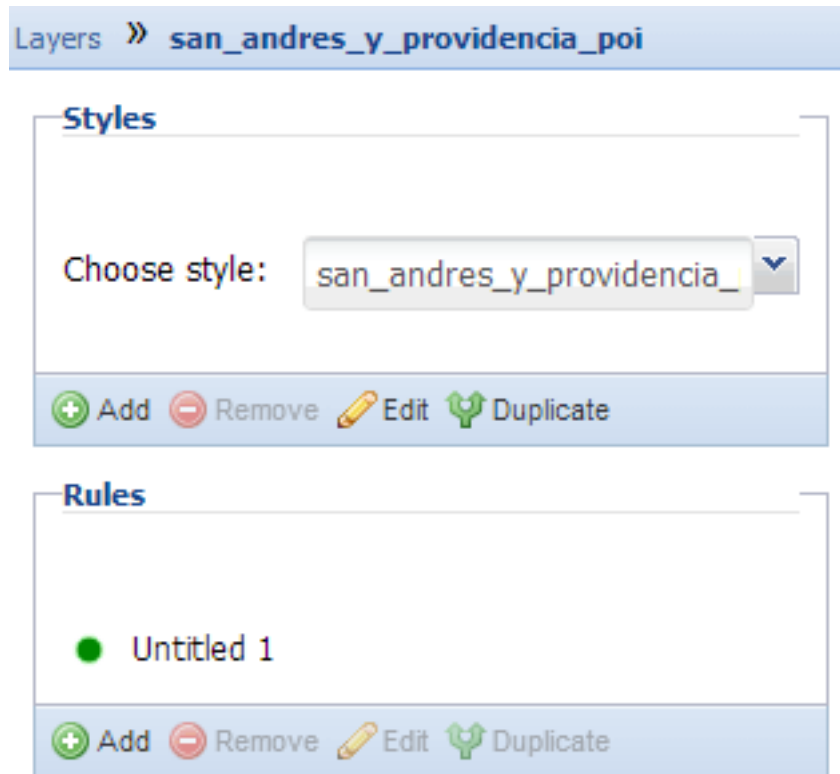 Layers » san_andres_y_providencia_poi
Styles
Choose style: san_andres_y_providencia_
Add Remove Edit Duplicate
Rules
Untitled 1
Add Remove Edit Duplicate